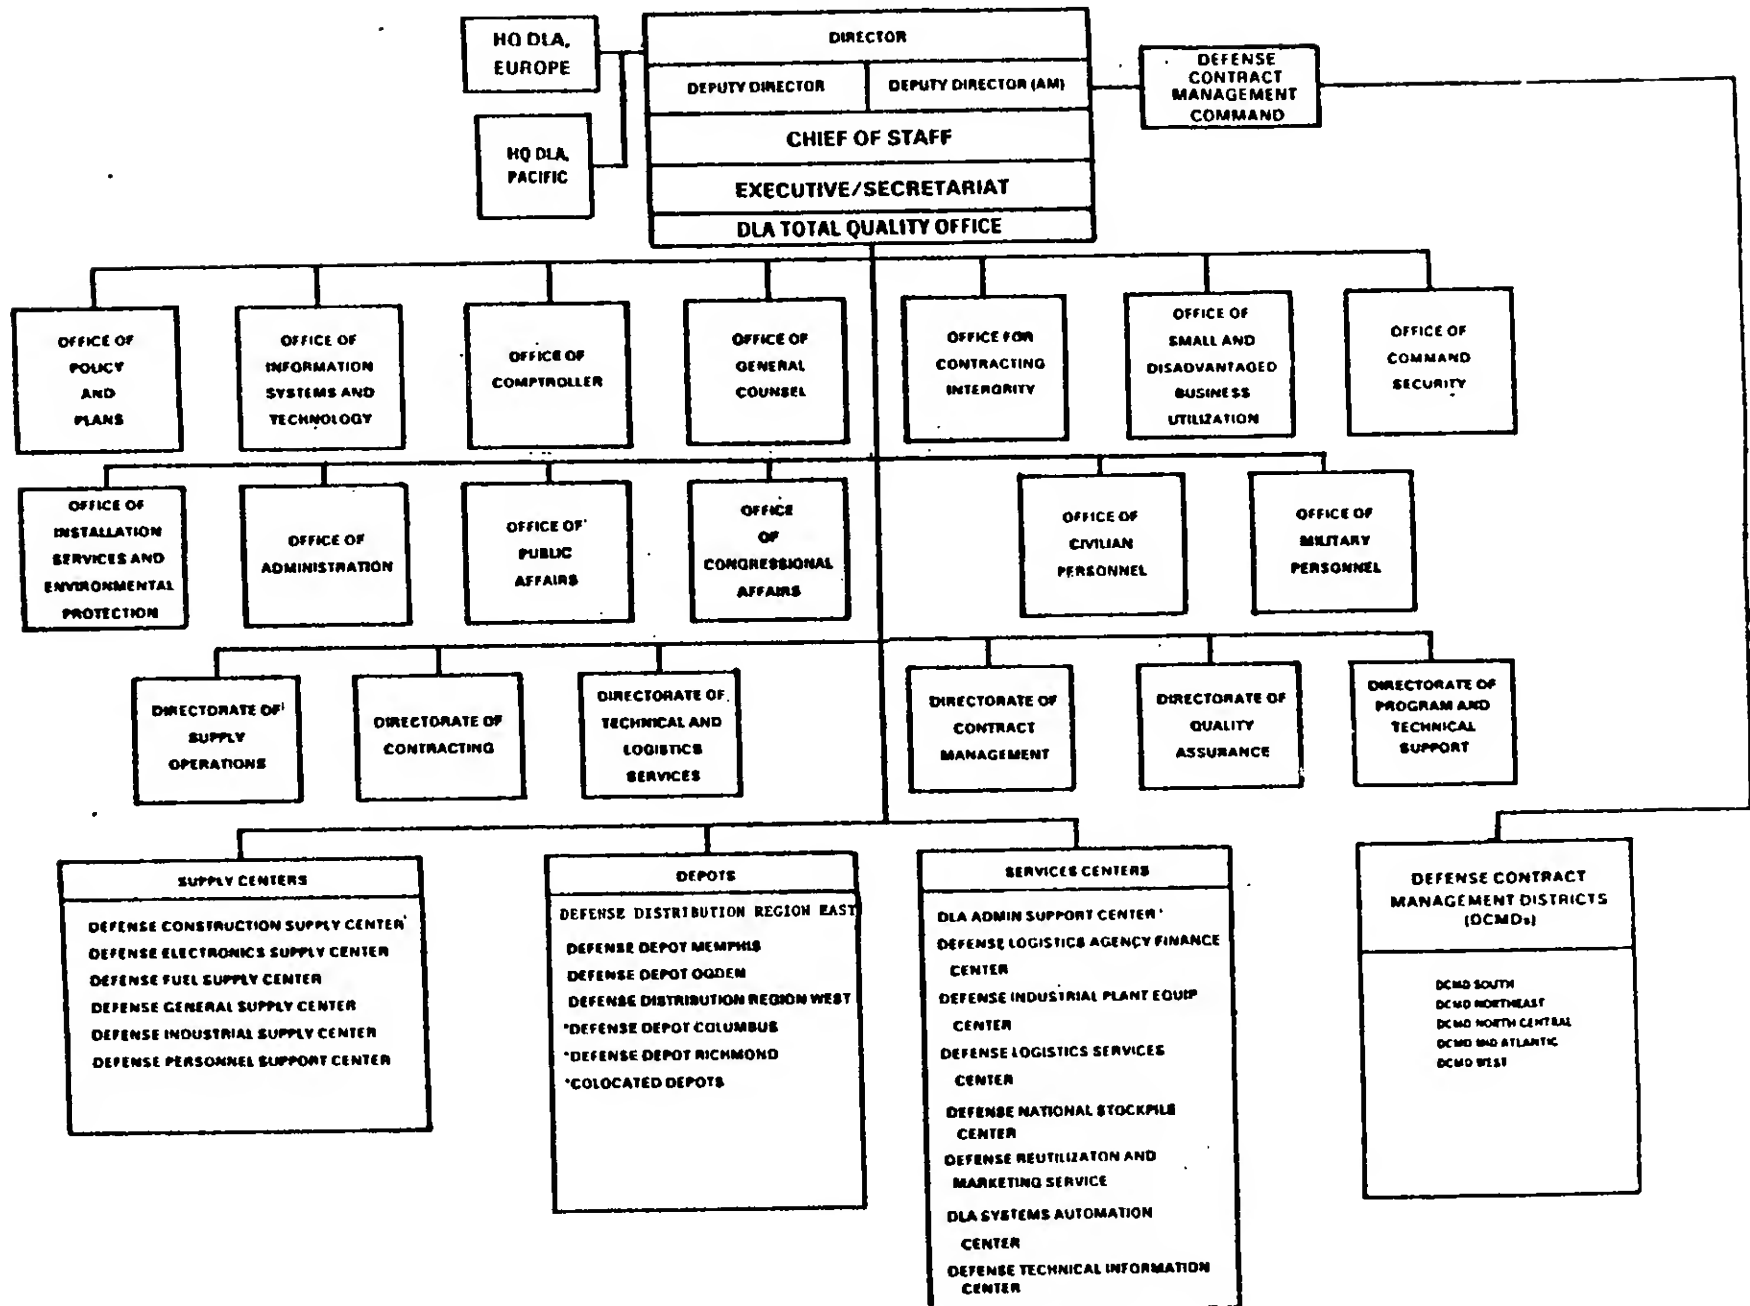 HQ DLA,
EUROPE
HQ DLA,
PACIFIC
DIRECTOR
DEPUTY DIRECTOR
DEPUTY DIRECTOR (AM)
CHIEF OF STAFF
EXECUTIVE/SECRETARIAT
DLA TOTAL QUALITY OFFICE
DEFENSE
CONTRACT
MANAGEMENT
COMMAND
OFFICE OF
POLICY
AND
PLANS
OFFICE OF
INFORMATION
SYSTEMS AND
TECHNOLOGY
OFFICE OF
COMPTROLLER
OFFICE OF
GENERAL
COUNSEL
OFFICE FOR
CONTRACTING
INTERGRITY
OFFICE OF
SMALL AND
DISADVANTAGED
BUSINESS
UTILIZATION
OFFICE OF
COMMAND
SECURITY
OFFICE OF
INSTALLATION
SERVICES AND
ENVIRONMENTAL
PROTECTION
OFFICE OF
ADMINISTRATION
OFFICE OF
PUBLIC
AFFAIRS
OFFICE
OF
CONGRESSIONAL
AFFAIRS
OFFICE OF
CIVILIAN
PERSONNEL
OFFICE OF
MILITARY
PERSONNEL
DIRECTORATE OF
SUPPLY
OPERATIONS
DIRECTORATE OF
CONTRACTING
DIRECTORATE OF
TECHNICAL AND
LOGISTICS
SERVICES
DIRECTORATE OF
CONTRACT
MANAGEMENT
DIRECTORATE OF
QUALITY
ASSURANCE
DIRECTORATE OF
PROGRAM AND
TECHNICAL
SUPPORT
SUPPLY CENTERS
DEFENSE CONSTRUCTION SUPPLY CENTER
DEFENSE ELECTRONICS SUPPLY CENTER
DEFENSE FUEL SUPPLY CENTER
DEFENSE GENERAL SUPPLY CENTER
DEFENSE INDUSTRIAL SUPPLY CENTER
DEFENSE PERSONNEL SUPPORT CENTER
DEPOTS
DEFENSE DISTRIBUTION REGION EAST
DEFENSE DEPOT MEMPHIS
DEFENSE DEPOT OGDEN
DEFENSE DISTRIBUTION REGION WEST
*DEFENSE DEPOT COLUMBUS
*DEFENSE DEPOT RICHMOND
*COLOCATED DEPOTS
SERVICES CENTERS
DLA ADMIN SUPPORT CENTER
DEFENSE LOGISTICS AGENCY FINANCE
CENTER
DEFENSE INDUSTRIAL PLANT EQUIP
CENTER
DEFENSE LOGISTICS SERVICES
CENTER
DEFENSE NATIONAL STOCKPILE
CENTER
DEFENSE REUTILIZATON AND
MARKETING SERVICE
DLA SYSTEMS AUTOMATION
CENTER
DEFENSE TECHNICAL INFORMATION
CENTER
DEFENSE CONTRACT
MANAGEMENT DISTRICTS
(DCMDs)
DCMD SOUTH
DCMD NORTHEAST
DCMD NORTH CENTRAL
DCMD MID ATLANTIC
DCMD WEST